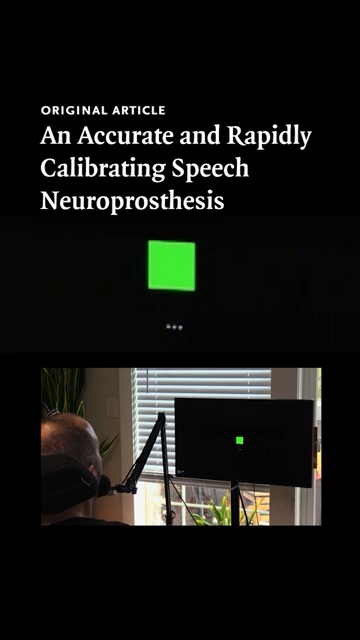 ORIGINAL ARTICLE
An Accurate and Rapidly
Calibrating Speech
Neuroprosthesis
...